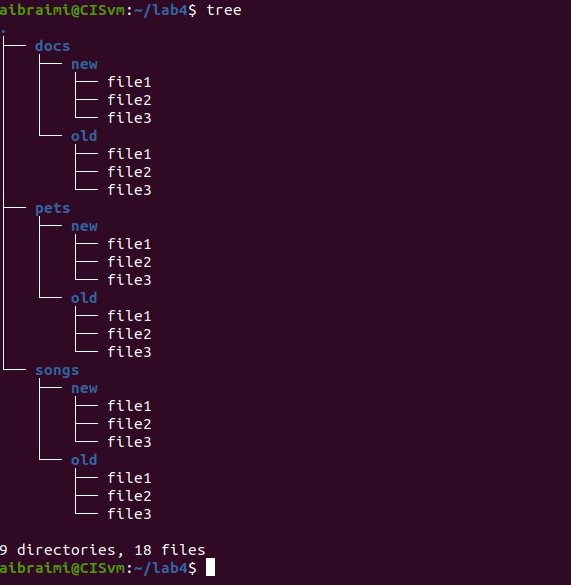 aibraimi@CISvm:~/lab4$ tree
.
├── docs
│   ├── new
│   │   ├── file1
│   │   ├── file2
│   │   └── file3
│   └── old
│       ├── file1
│       ├── file2
│       └── file3
├── pets
│   ├── new
│   │   ├── file1
│   │   ├── file2
│   │   └── file3
│   └── old
│       ├── file1
│       ├── file2
│       └── file3
└── songs
    ├── new
    │   ├── file1
    │   ├── file2
    │   └── file3
    └── old
        ├── file1
        ├── file2
        └── file3

9 directories, 18 files
aibraimi@CISvm:~/lab4$